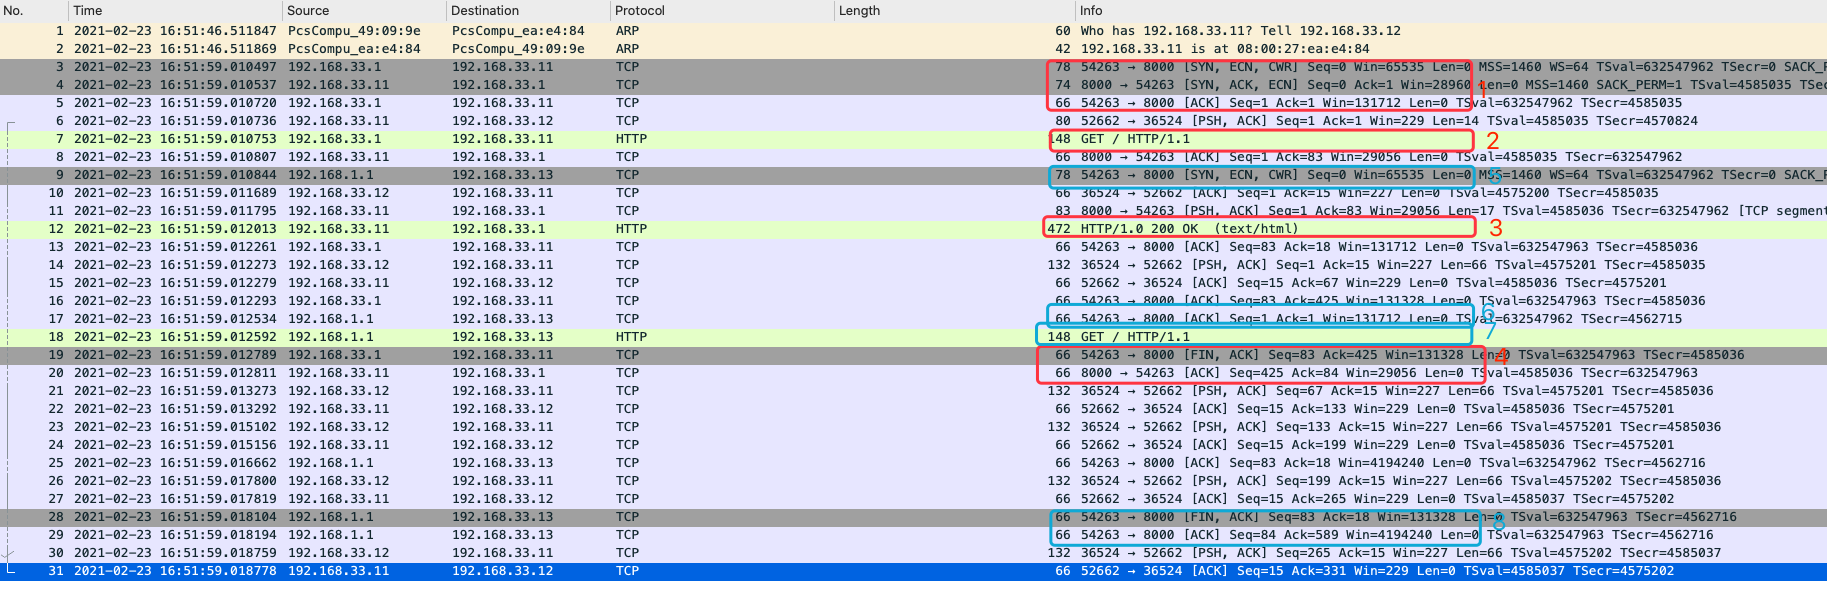 No. Time Source Destination Protocol Length Info
1 2021-02-23 16:51:46.511847 PcsCompu_49:09:9e PcsCompu_ea:e4:84 ARP 60 Who has 192.168.33.11? Tell 192.168.33.12
2 2021-02-23 16:51:46.511869 PcsCompu_ea:e4:84 PcsCompu_49:09:9e ARP 42 192.168.33.11 is at 08:00:27:ea:e4:84
3 2021-02-23 16:51:59.010497 192.168.33.1 192.168.33.11 TCP 78 54263 → 8000 [SYN, ECN, CWR] Seq=0 Win=65535 Len=0 MSS=1460 WS=64 TSval=632547962 TSecr=0 SACK_P
4 2021-02-23 16:51:59.010537 192.168.33.11 192.168.33.1 TCP 74 8000 → 54263 [SYN, ACK, ECN] Seq=0 Ack=1 Win=28960 Len=0 MSS=1460 SACK_PERM=1 TSval=4585035 TSec 1
5 2021-02-23 16:51:59.010720 192.168.33.1 192.168.33.11 TCP 66 54263 → 8000 [ACK] Seq=1 Ack=1 Win=131712 Len=0 TSval=632547962 TSecr=4585035
6 2021-02-23 16:51:59.010736 192.168.33.11 192.168.33.12 TCP 80 52662 → 36524 [PSH, ACK] Seq=1 Ack=1 Win=229 Len=14 TSval=4585035 TSecr=4570824
7 2021-02-23 16:51:59.010753 192.168.33.1 192.168.33.11 HTTP 148 GET / HTTP/1.1 2
8 2021-02-23 16:51:59.010807 192.168.33.11 192.168.33.1 TCP 66 8000 → 54263 [ACK] Seq=1 Ack=83 Win=29056 Len=0 TSval=4585035 TSecr=632547962
9 2021-02-23 16:51:59.010844 192.168.1.1 192.168.33.13 TCP 78 54263 → 8000 [SYN, ECN, CWR] Seq=0 Win=65535 Len=0 MSS=1460 WS=64 TSval=632547962 TSecr=0 SACK_P 5
10 2021-02-23 16:51:59.011689 192.168.33.12 192.168.33.11 TCP 66 36524 → 52662 [ACK] Seq=1 Ack=15 Win=227 Len=0 TSval=4575200 TSecr=4585035
11 2021-02-23 16:51:59.011795 192.168.33.11 192.168.33.1 TCP 83 8000 → 54263 [PSH, ACK] Seq=1 Ack=83 Win=29056 Len=17 TSval=4585036 TSecr=632547962 [TCP segment
12 2021-02-23 16:51:59.012013 192.168.33.11 192.168.33.1 HTTP 472 HTTP/1.0 200 OK (text/html) 3
13 2021-02-23 16:51:59.012261 192.168.33.1 192.168.33.11 TCP 66 54263 → 8000 [ACK] Seq=83 Ack=18 Win=131712 Len=0 TSval=632547963 TSecr=4585036
14 2021-02-23 16:51:59.012273 192.168.33.12 192.168.33.11 TCP 132 36524 → 52662 [PSH, ACK] Seq=1 Ack=15 Win=227 Len=66 TSval=4575201 TSecr=4585035
15 2021-02-23 16:51:59.012279 192.168.33.11 192.168.33.12 TCP 66 52662 → 36524 [ACK] Seq=15 Ack=67 Win=229 Len=0 TSval=4585036 TSecr=4575201
16 2021-02-23 16:51:59.012293 192.168.33.1 192.168.33.11 TCP 66 54263 → 8000 [ACK] Seq=83 Ack=425 Win=131328 Len=0 TSval=632547963 TSecr=4585036
17 2021-02-23 16:51:59.012534 192.168.1.1 192.168.33.13 TCP 66 54263 → 8000 [ACK] Seq=1 Ack=1 Win=131712 Len=0 TSval=632547962 TSecr=4562715 6
18 2021-02-23 16:51:59.012592 192.168.1.1 192.168.33.13 HTTP 148 GET / HTTP/1.1 7
19 2021-02-23 16:51:59.012789 192.168.33.1 192.168.33.11 TCP 66 54263 → 8000 [FIN, ACK] Seq=83 Ack=425 Win=131328 Len=0 TSval=632547963 TSecr=4585036 4
20 2021-02-23 16:51:59.012811 192.168.33.11 192.168.33.1 TCP 66 8000 → 54263 [ACK] Seq=425 Ack=84 Win=29056 Len=0 TSval=4585036 TSecr=632547963
21 2021-02-23 16:51:59.013273 192.168.33.12 192.168.33.11 TCP 132 36524 → 52662 [PSH, ACK] Seq=67 Ack=15 Win=227 Len=66 TSval=4575201 TSecr=4585036
22 2021-02-23 16:51:59.013292 192.168.33.11 192.168.33.12 TCP 66 52662 → 36524 [ACK] Seq=15 Ack=133 Win=229 Len=0 TSval=4585036 TSecr=4575201
23 2021-02-23 16:51:59.015102 192.168.33.12 192.168.33.11 TCP 132 36524 → 52662 [PSH, ACK] Seq=133 Ack=15 Win=227 Len=66 TSval=4575201 TSecr=4585036
24 2021-02-23 16:51:59.015156 192.168.33.11 192.168.33.12 TCP 66 52662 → 36524 [ACK] Seq=15 Ack=199 Win=229 Len=0 TSval=4585036 TSecr=4575201
25 2021-02-23 16:51:59.016662 192.168.1.1 192.168.33.13 TCP 66 54263 → 8000 [ACK] Seq=83 Ack=18 Win=4194240 Len=0 TSval=632547962 TSecr=4562716
26 2021-02-23 16:51:59.017800 192.168.33.12 192.168.33.11 TCP 132 36524 → 52662 [PSH, ACK] Seq=199 Ack=15 Win=227 Len=66 TSval=4575202 TSecr=4585036
27 2021-02-23 16:51:59.017819 192.168.33.11 192.168.33.12 TCP 66 52662 → 36524 [ACK] Seq=15 Ack=265 Win=229 Len=0 TSval=4585037 TSecr=4575202
28 2021-02-23 16:51:59.018104 192.168.1.1 192.168.33.13 TCP 66 54263 → 8000 [FIN, ACK] Seq=83 Ack=18 Win=131328 Len=0 TSval=632547963 TSecr=4562716 8
29 2021-02-23 16:51:59.018194 192.168.1.1 192.168.33.13 TCP 66 54263 → 8000 [ACK] Seq=84 Ack=589 Win=4194240 Len=0 TSval=632547963 TSecr=4562716
30 2021-02-23 16:51:59.018759 192.168.33.12 192.168.33.11 TCP 132 36524 → 52662 [PSH, ACK] Seq=265 Ack=15 Win=227 Len=66 TSval=4575202 TSecr=4585037
31 2021-02-23 16:51:59.018778 192.168.33.11 192.168.33.12 TCP 66 52662 → 36524 [ACK] Seq=15 Ack=331 Win=229 Len=0 TSval=4585037 TSecr=4575202